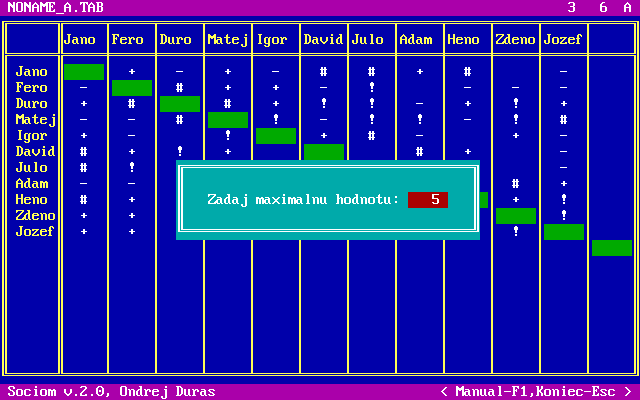 NONAME_A.TAB 3 6 A
Jano Fero Duro Matej Igor David Julo Adam Heno Zdeno Jozef
Jano + - + - # # + # -
Fero - # + + - ! - -
Duro + # # + ! ! - + ! +
Matej - - # ! - ! ! - ! #
Igor + - ! + # - + -
David # + ! + # + -
Julo # ! -
Adam - - # +
Zadaj maximalnu hodnotu: 5
Heno # + + !
Zdeno + + !
Jozef + + !
Sociom v.2.0, Ondrej Duras < Manual-F1,Koniec-Esc >